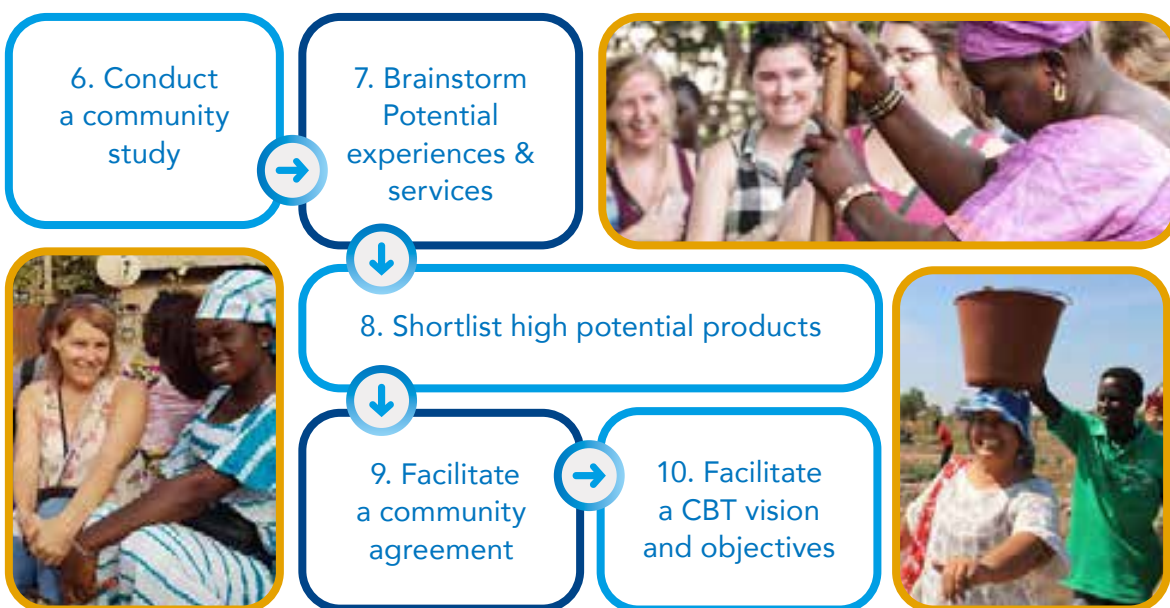 6. Conduct
a community
study
7. Brainstorm
Potential
experiences &
services
8. Shortlist high potential products
9. Facilitate
a community
agreement
10. Facilitate
a CBT vision
and objectives